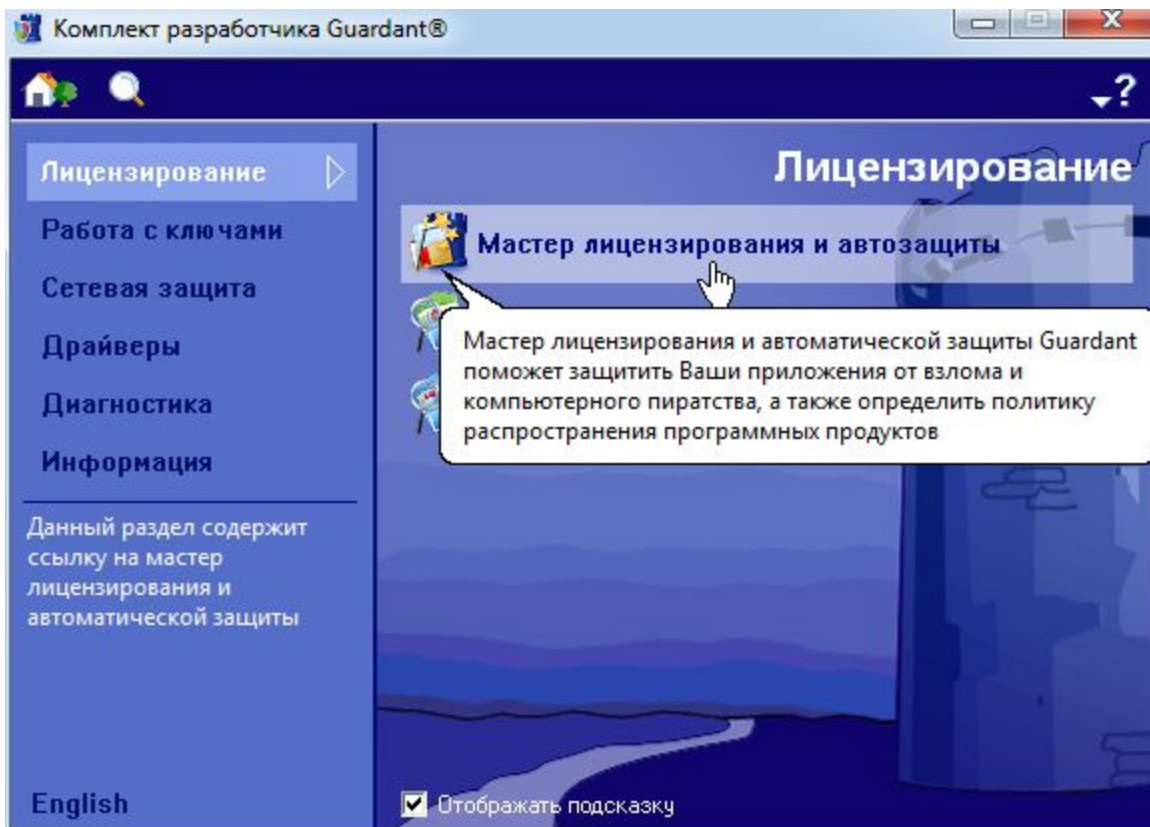 Комплект разработчика Guardant®
?
Лицензирование
Работа с ключами
Сетевая защита
Драйверы
Диагностика
Информация
Данный раздел содержит
ссылку на мастер
лицензирования и
автоматической защиты
English
Лицензирование
Мастер лицензирования и автозащиты
Мастер лицензирования и автоматической защиты Guardant
поможет защитить Ваши приложения от взлома и
компьютерного пиратства, а также определить политику
распространения программных продуктов
Отображать подсказку